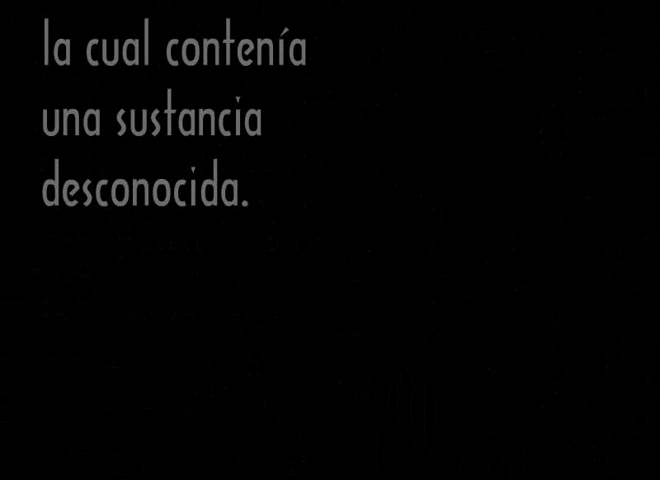 la cual contenía
una sustancia
desconocida.